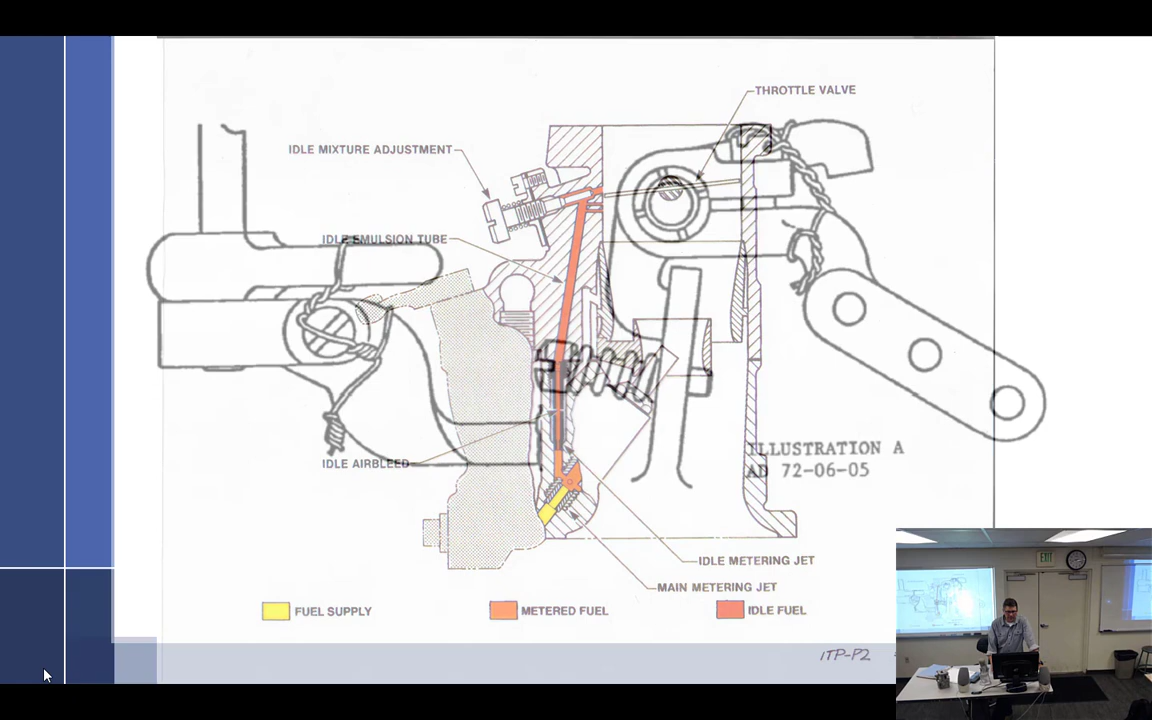 THROTTLE VALVE
IDLE MIXTURE ADJUSTMENT
IDLE EMULSION TUBE
ILLUSTRATION A
AD 72-06-05
IDLE AIRBLEED
IDLE METERING JET
MAIN METERING JET
FUEL SUPPLY
METERED FUEL
IDLE FUEL
ITP-P2
EXIT